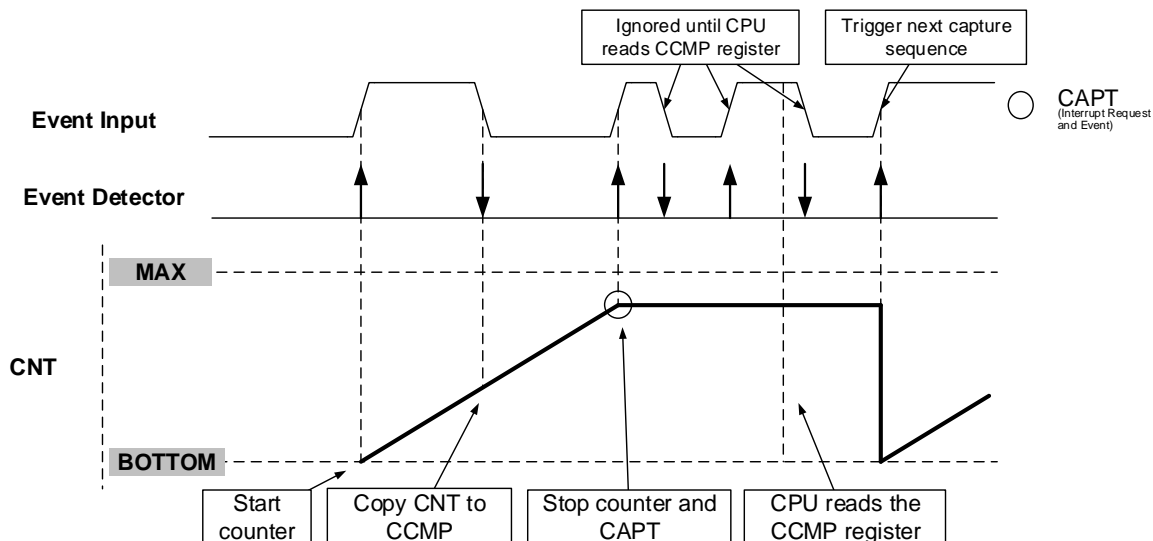 Ignored until CPU
reads CCMP register
Trigger next capture
sequence
Event Input
CAPT
(Interrupt Request
and Event)
Event Detector
MAX
CNT
BOTTOM
Start
counter
Copy CNT to
CCMP
Stop counter and
CAPT
CPU reads the
CCMP register